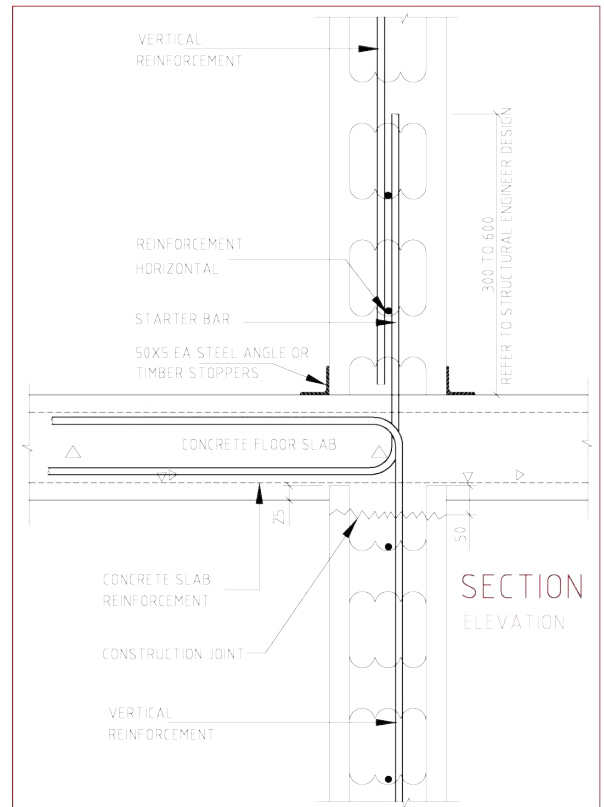 VERTICAL
REINFORCEMENT
REINFORCEMENT
HORIZONTAL
STARTER BAR
50X5 EA STEEL ANGLE OR
TIMBER STOPPERS
300 TO 600
REFER TO STRUCTURAL ENGINEER DESIGN
CONCRETE FLOOR SLAB
25
50
CONCRETE SLAB
REINFORCEMENT
CONSTRUCTION JOINT
VERTICAL
REINFORCEMENT
SECTION
ELEVATION